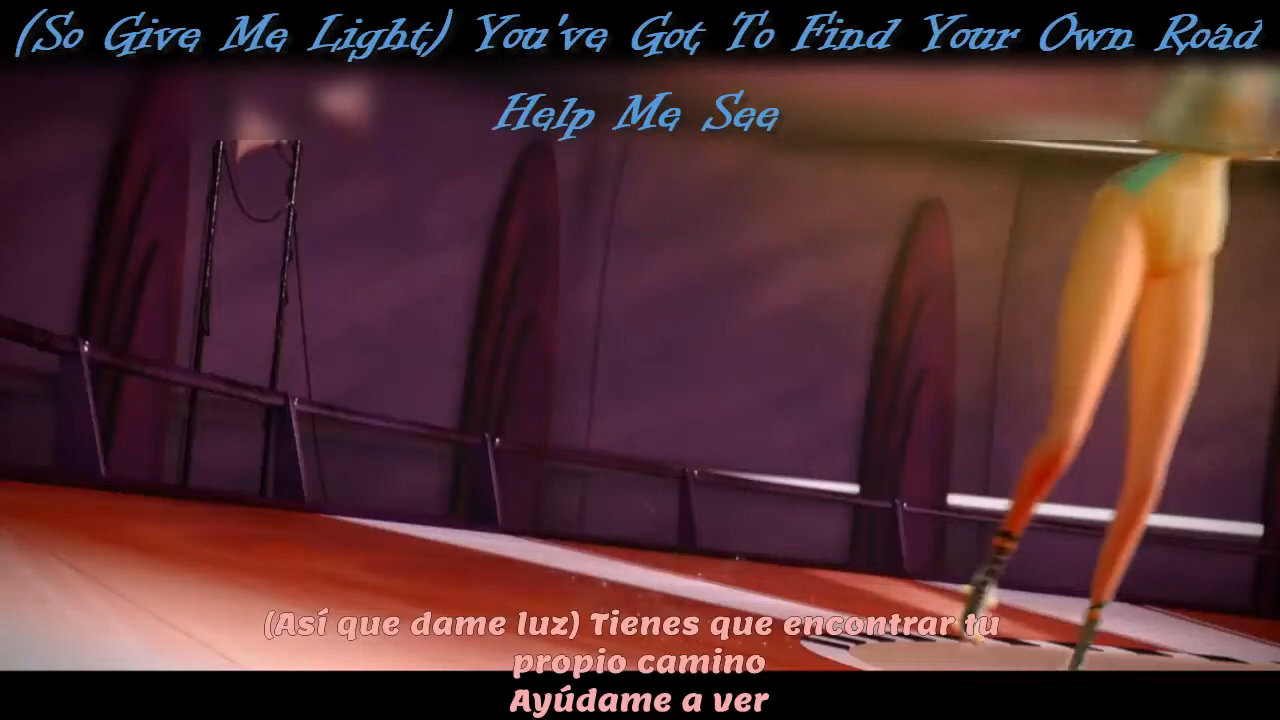 (So Give Me Light) You've Got To Find Your Own Road
Help Me See
(Así que dame luz) Tienes que encontrar tu
propio camino
Ayúdame a ver